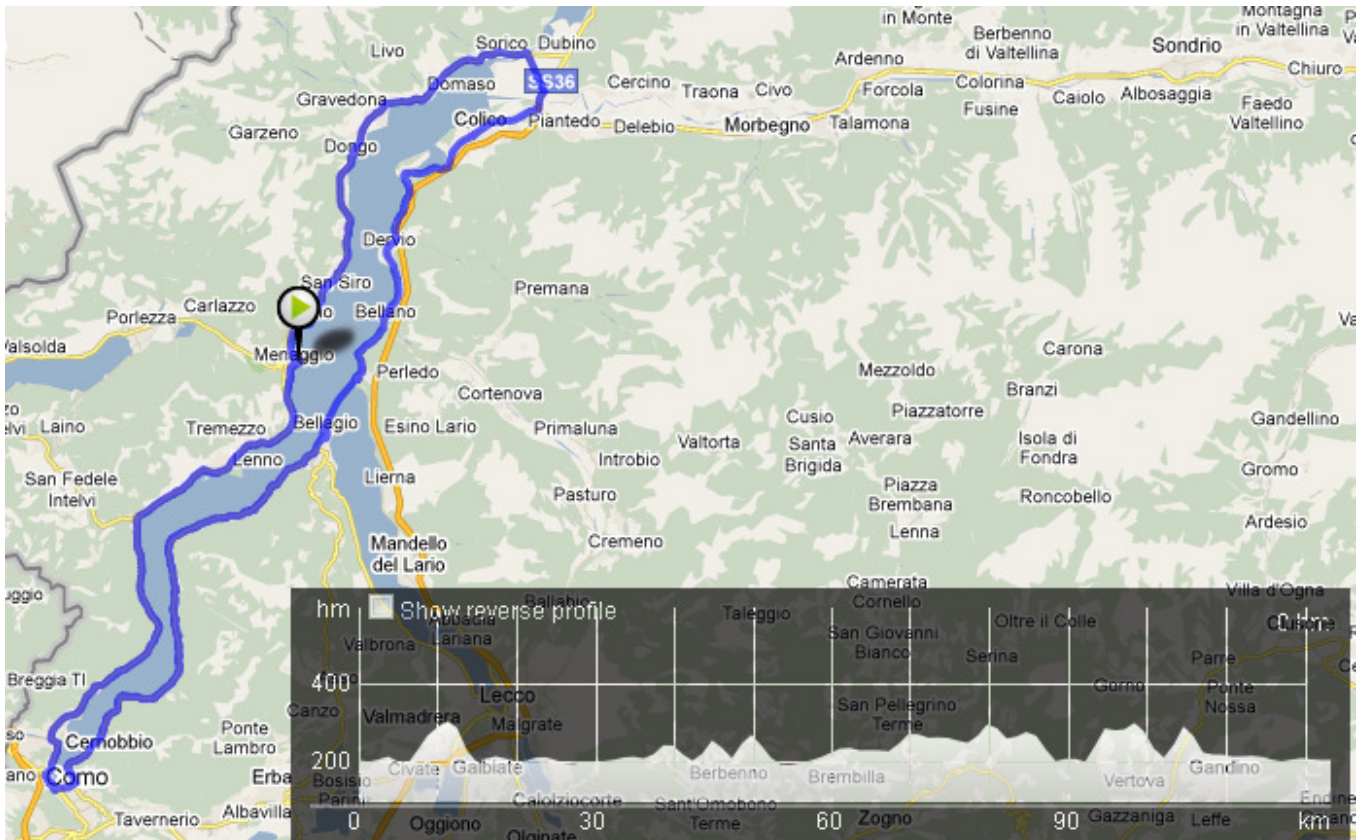 in Monte
Berbenno
di Valtellina
Montagna
in Valtellina
Livo
Sorico
Dubino
Ardenno
Sondrio
Chiuro
Domaso
SS36
Cercino
Traona
Civo
Forcola
Colorina
Caiolo
Albosaggia
Gravedona
Fusine
Faedo
Valtellino
Garzeno
Colico
Piantedo
Delebio
Morbegno
Talamona
Dongo
Dervio
San Siro
Premana
Carlazzo
Porlezza
Bellano
Valsolda
Menaggio
Perledo
Carona
Mezzoldo
Cortenova
Branzi
Laino
Tremezzo
Bellagio
Esino Lario
Primaluna
Valtorta
Cusio
Santa
Brigida
Averara
Piazzatorre
Isola di
Fondra
Gandellino
Lenno
Introbio
San Fedele
Intelvi
Lierna
Pasturo
Piazza
Brembana
Roncobello
Gromo
Lenna
Ardesio
Mandello
del Lario
Cremeno
Camerata
Cornello
Villa d'Ogna
hm
Show reverse profile
Ballabio
Taleggio
Oltre il Colle
Clusone
Abbadia
Lariana
Valbrona
San Giovanni
Bianco
Serina
Parre
Breggia TI
400
Lecco
Gorno
Ponte
Nossa
Canzo
Valmadrera
Malgrate
San Pellegrino
Terme
Cernobbio
Ponte
Lambro
200
Civate
Galbiate
Berbenno
Brembilla
Vertova
Gandino
Como
Erba
Bosisio
Parini
Calolziocorte
Sant'Omobono
Terme
Tavernerio
Albavilla
0
Oggiono
30
Olginate
60
Zogno
90
Gazzaniga
Leffe
km